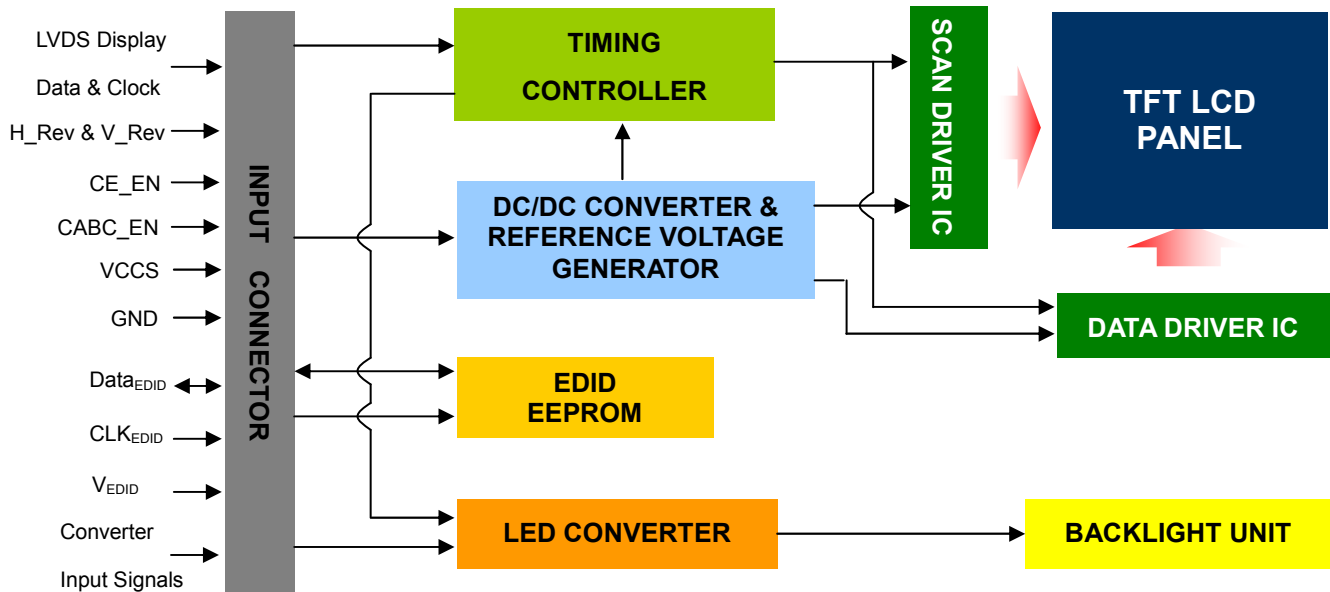 LVDS Display
Data & Clock
H_Rev & V_Rev
CE_EN
CABC_EN
VCCS
GND
DataEDID
CLKEDID
VEDID
Converter
Input Signals
INPUT CONNECTOR
TIMING
CONTROLLER
DC/DC CONVERTER &
REFERENCE VOLTAGE
GENERATOR
EDID
EEPROM
LED CONVERTER
SCAN DRIVER IC
TFT LCD
PANEL
DATA DRIVER IC
BACKLIGHT UNIT